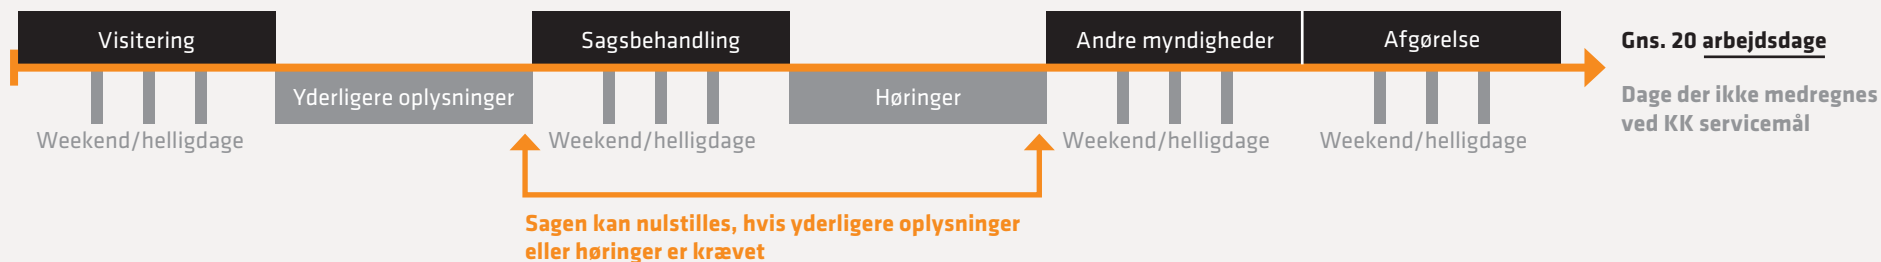 Visitering
Sagsbehandling
Andre myndigheder
Afgørelse
Gns. 20 arbejdsdage
Yderligere oplysninger
Høringer
Dage der ikke medregnes
ved KK servicemål
Weekend/helligdage
Weekend/helligdage
Weekend/helligdage
Weekend/helligdage
Sagen kan nulstilles, hvis yderligere oplysninger
eller høringer er krævet